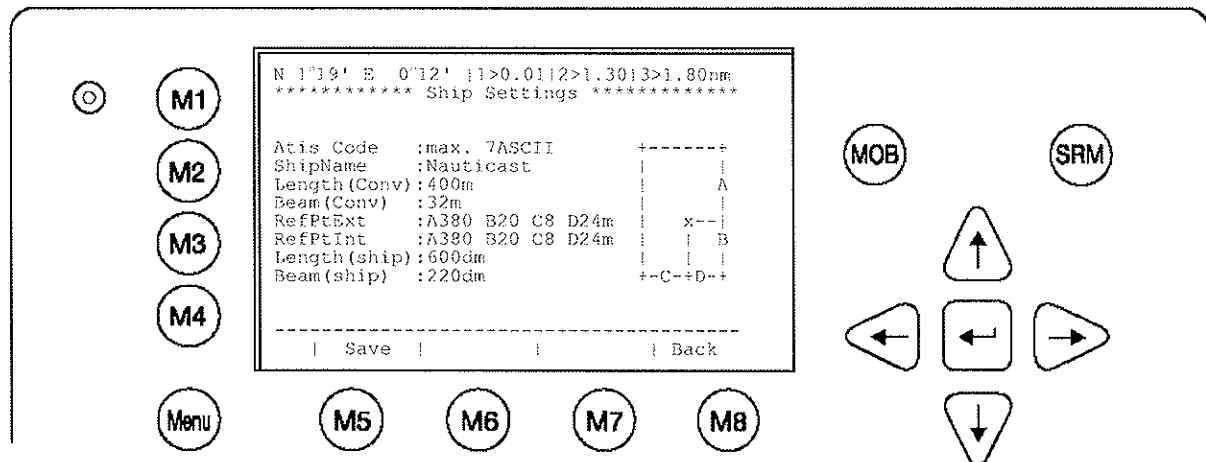 N 1°19' E 0°12' |1>0.01|2>1.30|3>1.80nm
************ Ship Settings *************
Atis Code :max. 7ASCII
ShipName :Nauticast
Length(Conv):400m
A
Beam(Conv) :32m
RefPtExt :A380 B20 C8 D24m
x
RefPtInt :A380 B20 C8 D24m
B
Length(ship):600dm
Beam(ship) :220dm
+-C-+D-+
| Save | | | Back
M1
M2
M3
M4
Menu
M5
M6
M7
M8
MOB
SRM